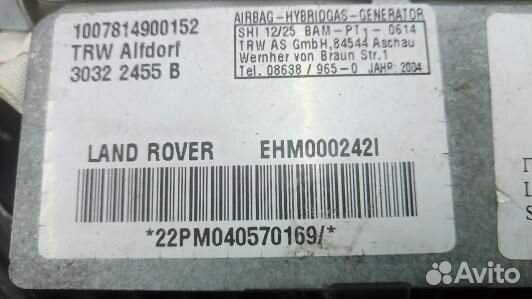 1007814900152
TRW Alfdorf
3032 2455 B
AIRBAG-HYBRIDGAS-GENERATOR
SHI 12/25 BAM-PT1-0614
TRW AS GmbH,84544 Aschau
Wernher von Braun Str.1
Tel. 08638/965-0 JAHR: 2004
LAND ROVER EHM000242I
*22PM040570169/*
Avito